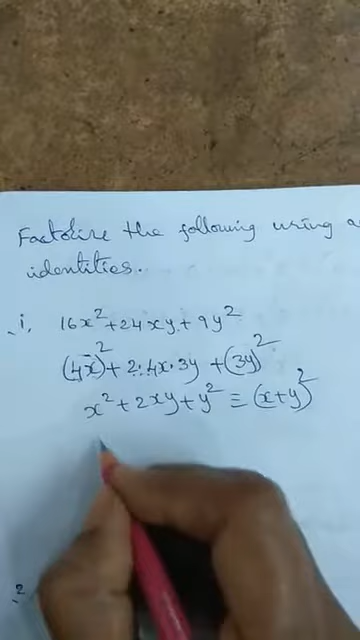 Factorise the following using a
identities.
i, 16x² + 24xy + 9y²
(4x)² + 2.4x.3y + (3y)²
x² + 2xy + y² ≡ (x+y)²
2